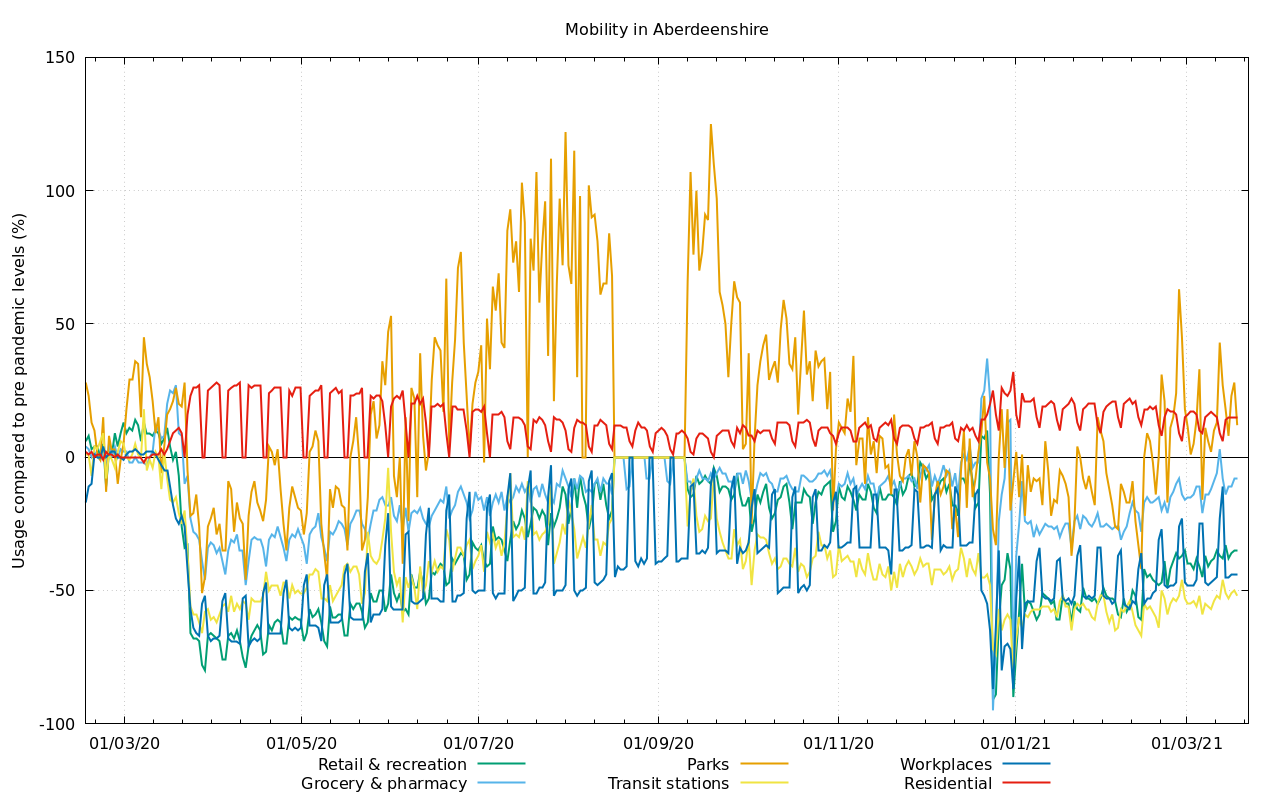 Mobility in Aberdeenshire
Usage compared to pre pandemic levels (%)
150
100
50
0
-50
-100
01/03/20 01/05/20 01/07/20 01/09/20 01/11/20 01/01/21 01/03/21
Retail & recreation Parks Workplaces
Grocery & pharmacy Transit stations Residential